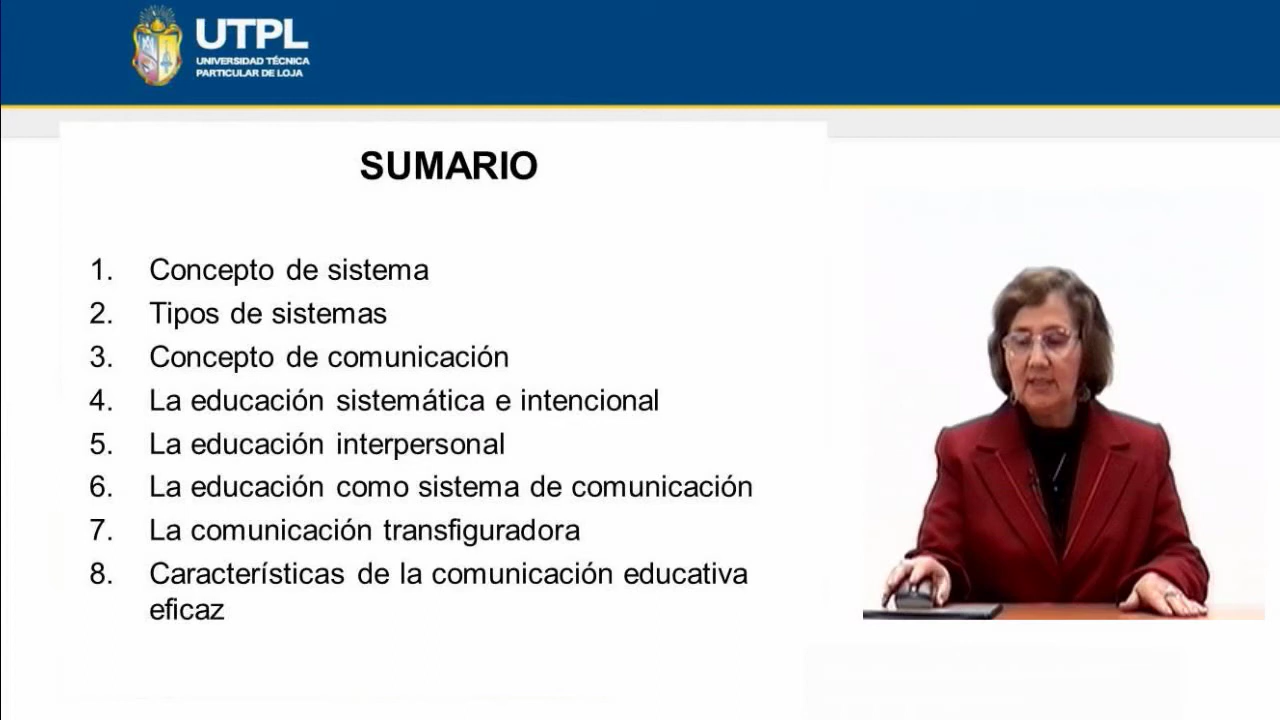 UTPL
UNIVERSIDAD TÉCNICA
PARTICULAR DE LOJA
SUMARIO
1. Concepto de sistema
2. Tipos de sistemas
3. Concepto de comunicación
4. La educación sistemática e intencional
5. La educación interpersonal
6. La educación como sistema de comunicación
7. La comunicación transfiguradora
8. Características de la comunicación educativa
eficaz